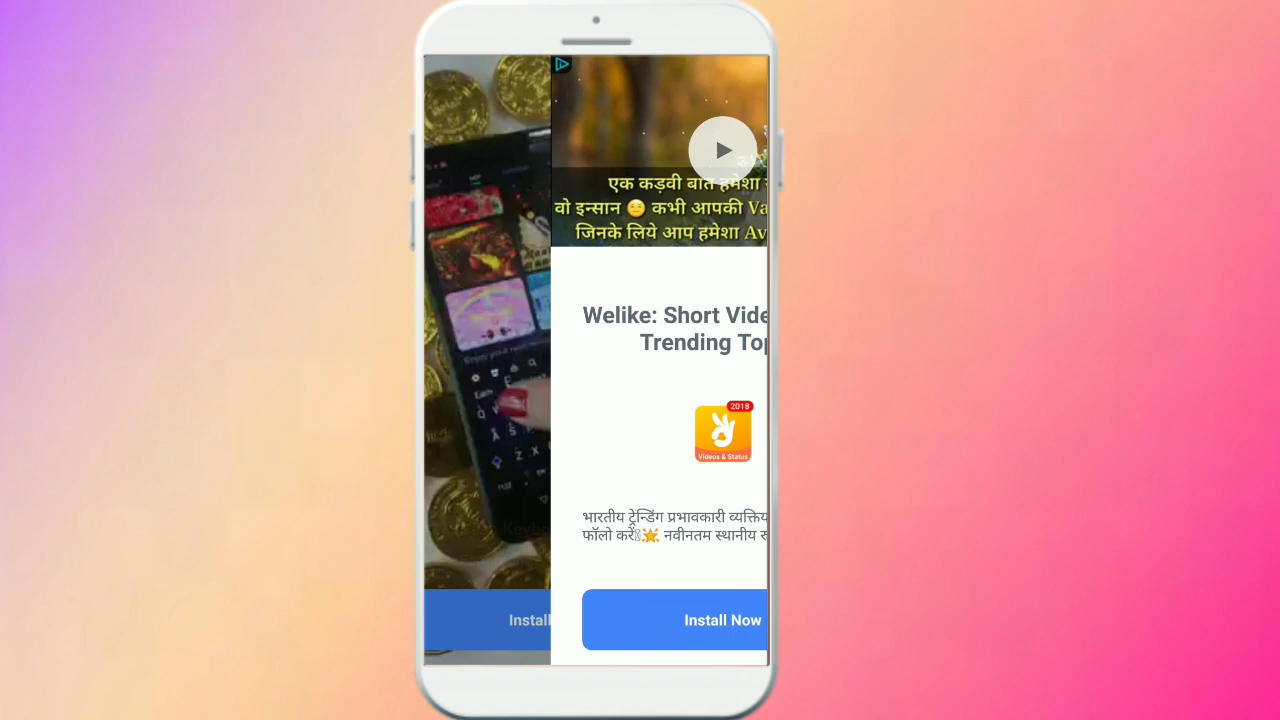 एक कड़वी बात हमेशा
वो इन्सान 😑 कभी आपकी Va
जिनके लिये आप हमेशा Av
Welike: Short Vide
Trending Top
2018
Videos & Status
भारतीय ट्रेन्डिंग प्रभावकारी व्यक्तिय
फॉलो करें🌟 नवीनतम स्थानीय
Install
Install Now